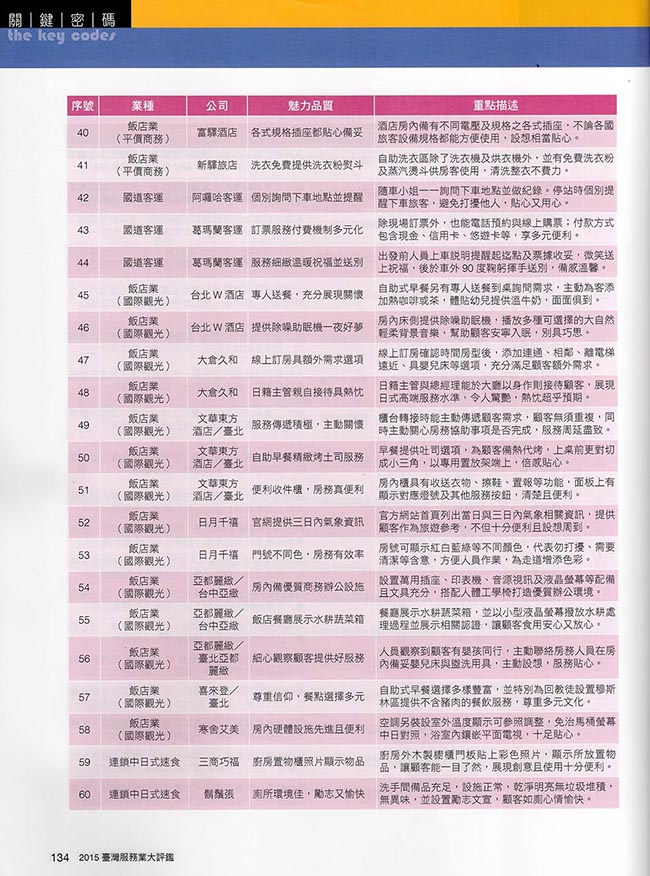 關|鍵|密|碼
the key codes
序號 業種 公司 魅力品質 重點描述
40 飯店業（平價商務） 富驛酒店 各式規格插座都貼心備妥 酒店房內備有不同電壓及規格之各式插座，不論各國
旅客設備規格都能方便使用，設想相當貼心。
41 飯店業（平價商務） 新驛旅店 洗衣免費提供洗衣粉熨斗 自助洗衣區除了洗衣機及烘衣機外，並有免費洗衣粉
及蒸汽燙斗供房客使用，清洗整衣不費力。
42 國道客運 阿囉哈客運 個別詢問下車地點並提醒 隨車小姐一一詢問下車地點並做紀錄。停站時個別提
醒下車旅客，避免打擾他人，貼心又用心。
43 國道客運 葛瑪蘭客運 訂票服務付費機制多元化 除現場訂票外，也能電話預約與線上購票；付款方式
包含現金、信用卡、悠遊卡等，享多元便利。
44 國道客運 葛瑪蘭客運 服務細緻溫暖祝福並送別 出發前人員上車說明提醒起迄點及票據收妥，微笑送
上祝福，後於車外 90 度鞠躬揮手送別，備感溫馨。
45 飯店業（國際觀光） 台北 W 酒店 專人送餐，充分展現關懷 自助式早餐另有專人送餐到桌詢問需求，主動為客添
加熱咖啡或茶，體貼幼兒提供溫牛奶，面面俱到。
46 飯店業（國際觀光） 台北 W 酒店 提供除噪助眠機一夜好夢 房內床側提供除噪助眠機，播放多種可選擇的大自然
輕柔背景音樂，幫助顧客安寧入眠，別具巧思。
47 飯店業（國際觀光） 大倉久和 線上訂房具額外需求選項 線上訂房確認時間房型後，添加連通、相鄰、離電梯
遠近、具嬰兒床等選項，充分滿足顧客額外需求。
48 飯店業（國際觀光） 大倉久和 日籍主管親自接待具熱忱 日籍主管與總經理能於大廳以身作則接待顧客，展現
日式高端服務水準，令人驚艷，熱忱超乎預期。
49 飯店業（國際觀光） 文華東方酒店／臺北 服務傳遞積極，主動關懷 櫃台轉接時能主動傳遞顧客需求，顧客無須重複，同
時主動關心房務協助事項是否完成，服務周延盡致。
50 飯店業（國際觀光） 文華東方酒店／臺北 自助早餐精緻烤土司服務 早餐提供吐司選項，為顧客備熱代烤，上桌前更對切
成小三角，以專用置放架端上，倍感貼心。
51 飯店業（國際觀光） 文華東方酒店／臺北 便利收件櫃，房務真便利 房內櫃具有收送衣物、擦鞋、置報等功能，面板上有
顯示對應燈號及其他服務按鈕，清楚且便利。
52 飯店業（國際觀光） 日月千禧 官網提供三日內氣象資訊 官方網站首頁列出當日與三日內氣象相關資訊，提供
顧客作為旅遊參考，不但十分便利且設想周到。
53 飯店業（國際觀光） 日月千禧 門號不同色，房務有效率 房號可顯示紅白藍綠等不同顏色，代表勿打擾、需要
清潔等含意，方便人員作業，為走道增添色彩。
54 飯店業（國際觀光） 亞都麗緻／台中亞緻 房內備優質商務辦公設施 設置萬用插座、印表機、音源視訊及液晶螢幕等配備
且文具充分，搭配人體工學椅打造優質辦公環境。
55 飯店業（國際觀光） 亞都麗緻／台中亞緻 飯店餐廳展示水耕蔬菜箱 餐廳展示水耕蔬菜箱，並以小型液晶螢幕撥放水耕處
理過程並展示相關認證，讓顧客食用安心又放心。
56 飯店業（國際觀光） 亞都麗緻／臺北亞都麗緻 細心觀察顧客提供好服務 人員觀察到顧客有嬰孩同行，主動聯絡房務人員在房
內備妥嬰兒床與盥洗用具，主動設想，服務貼心。
57 飯店業（國際觀光） 喜來登／臺北 尊重信仰，餐點選擇多元 自助式早餐選擇多樣豐富，並特別為回教徒設置穆斯
林區提供不含豬肉的餐飲服務，尊重多元文化。
58 飯店業（國際觀光） 寒舍艾美 房內硬體設施先進且便利 空調另裝設室外溫度顯示可參照調整，免治馬桶螢幕
中日對照，浴室內鑲嵌平面電視，十足貼心。
59 連鎖中日式速食 三商巧福 廚房置物櫃照片顯示物品 廚房外木製櫥櫃門板貼上彩色照片，顯示所放置物
品，讓顧客能一目了然，展現創意且使用十分便利。
60 連鎖中日式速食 鬍鬚張 廁所環境佳，勵志又愉快 洗手間備品充足，設施正常，乾淨明亮無垃圾堆積，
無異味，並設置勵志文宣，顧客如廁心情愉快。
134 2015 臺灣服務業大評鑑